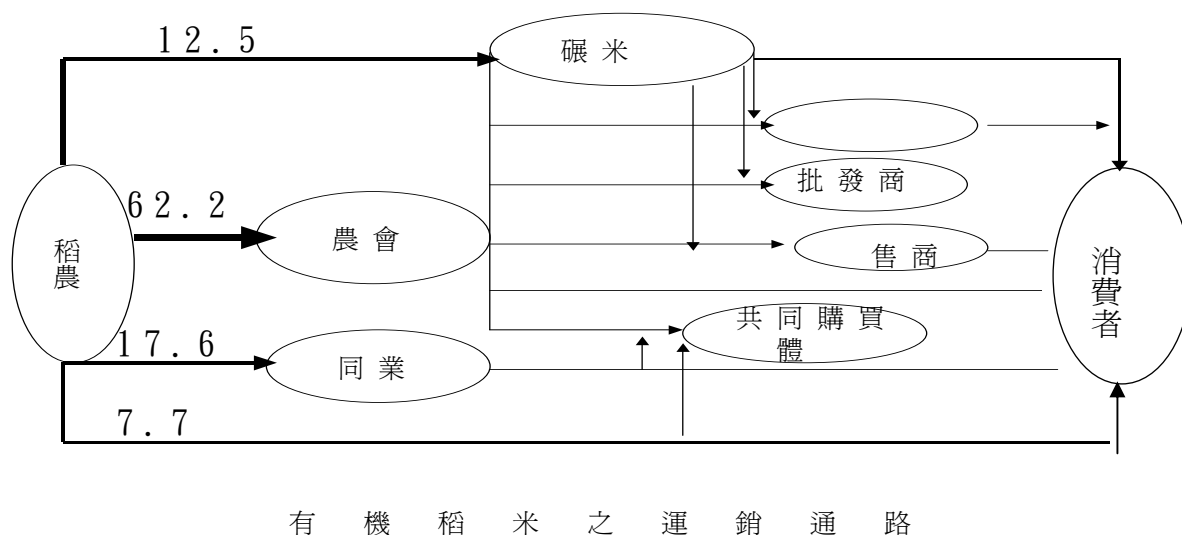 12.5
碾米
批發商
62.2
稻農
農會
售商
消費者
共同購買
體
17.6
同業
7.7
有機稻米之運銷通路